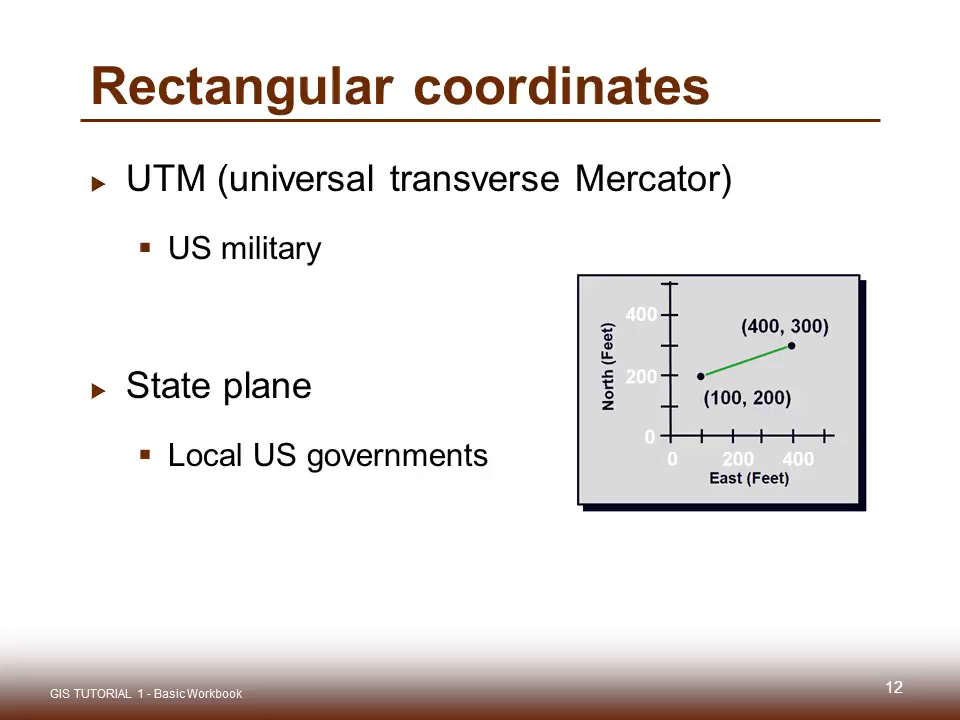 Rectangular coordinates
UTM (universal transverse Mercator)
US military
State plane
Local US governments
North (Feet)
400
200
0
(400, 300)
(100, 200)
0 200 400
East (Feet)
GIS TUTORIAL 1 - Basic Workbook
12